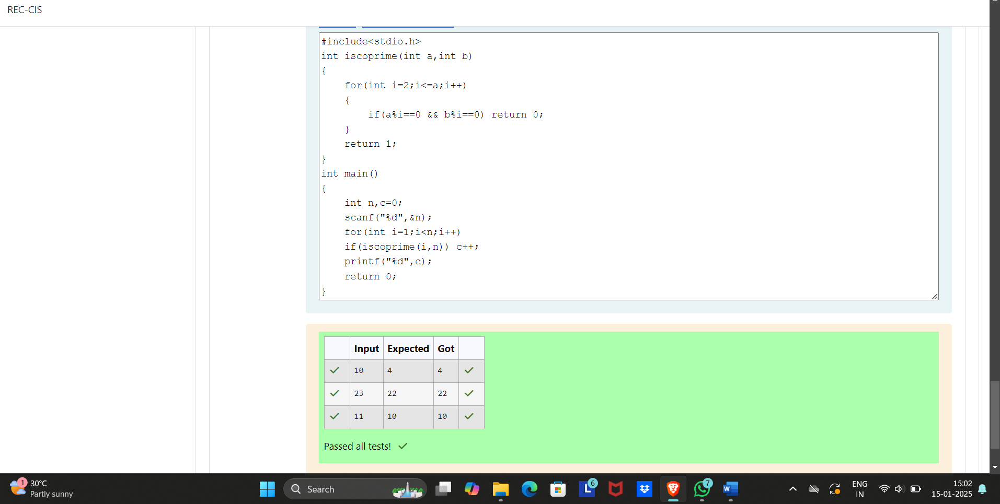 REC-CIS
#include<stdio.h>
int iscoprime(int a,int b)
{
    for(int i=2;i<=a;i++)
    {
        if(a%i==0 && b%i==0) return 0;
    }
    return 1;
}
int main()
{
    int n,c=0;
    scanf("%d",&n);
    for(int i=1;i<n;i++)
    if(iscoprime(i,n)) c++;
    printf("%d",c);
    return 0;
}
Input Expected Got
10 4 4
23 22 22
11 10 10
Passed all tests!
1
30°C
Partly sunny
Search
L 6
7
W
ENG
IN
15:02
15-01-2025